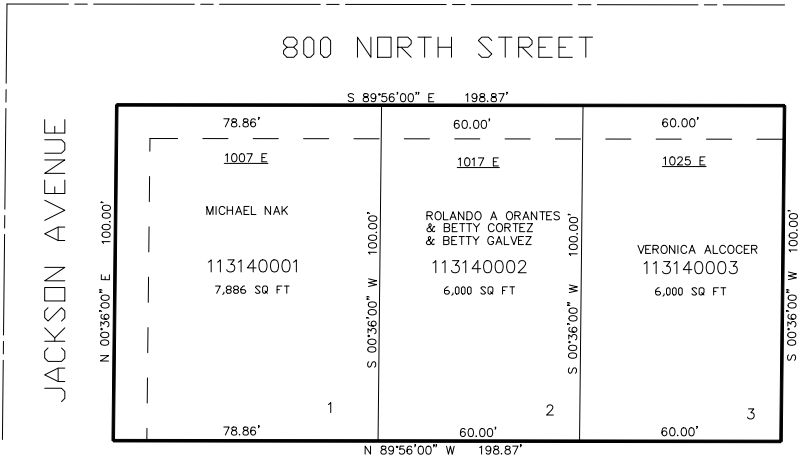 800 NORTH STREET
JACKSON AVENUE
S 89°56'00" E 198.87'
78.86'
60.00'
60.00'
1007 E
1017 E
1025 E
N 00°36'00" E 100.00'
MICHAEL NAK
113140001
7,886 SQ FT
S 00°36'00" W 100.00'
ROLANDO A ORANTES
& BETTY CORTEZ
& BETTY GALVEZ
113140002
6,000 SQ FT
S 00°36'00" W 100.00'
VERONICA ALCOCER
113140003
6,000 SQ FT
S 00°36'00" W 100.00'
1
2
3
78.86'
60.00'
60.00'
N 89°56'00" W 198.87'